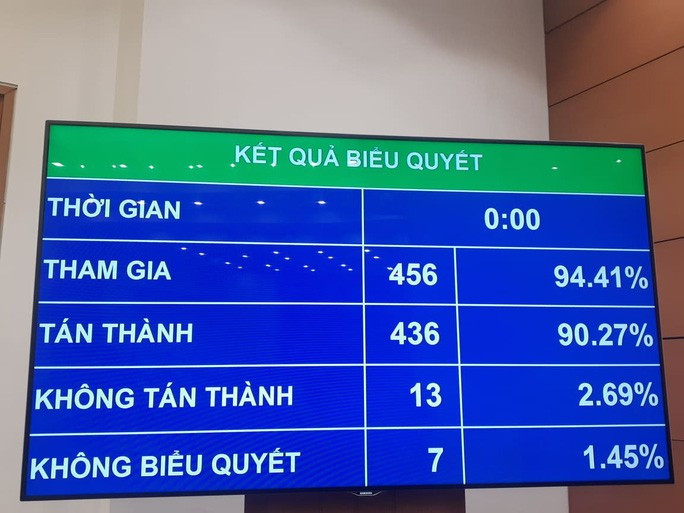 KẾT QUẢ BIỂU QUYẾT
THỜI GIAN 0:00
THAM GIA 456 94.41%
TÁN THÀNH 436 90.27%
KHÔNG TÁN THÀNH 13 2.69%
KHÔNG BIỂU QUYẾT 7 1.45%
SAMSUNG